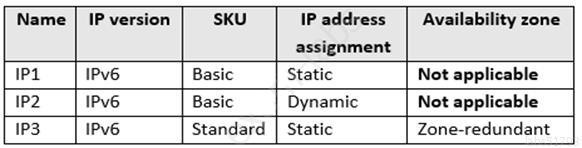 Name IP version SKU IP address assignment Availability zone
IP1 IPv6 Basic Static Not applicable
IP2 IPv6 Basic Dynamic Not applicable
IP3 IPv6 Standard Static Zone-redundant